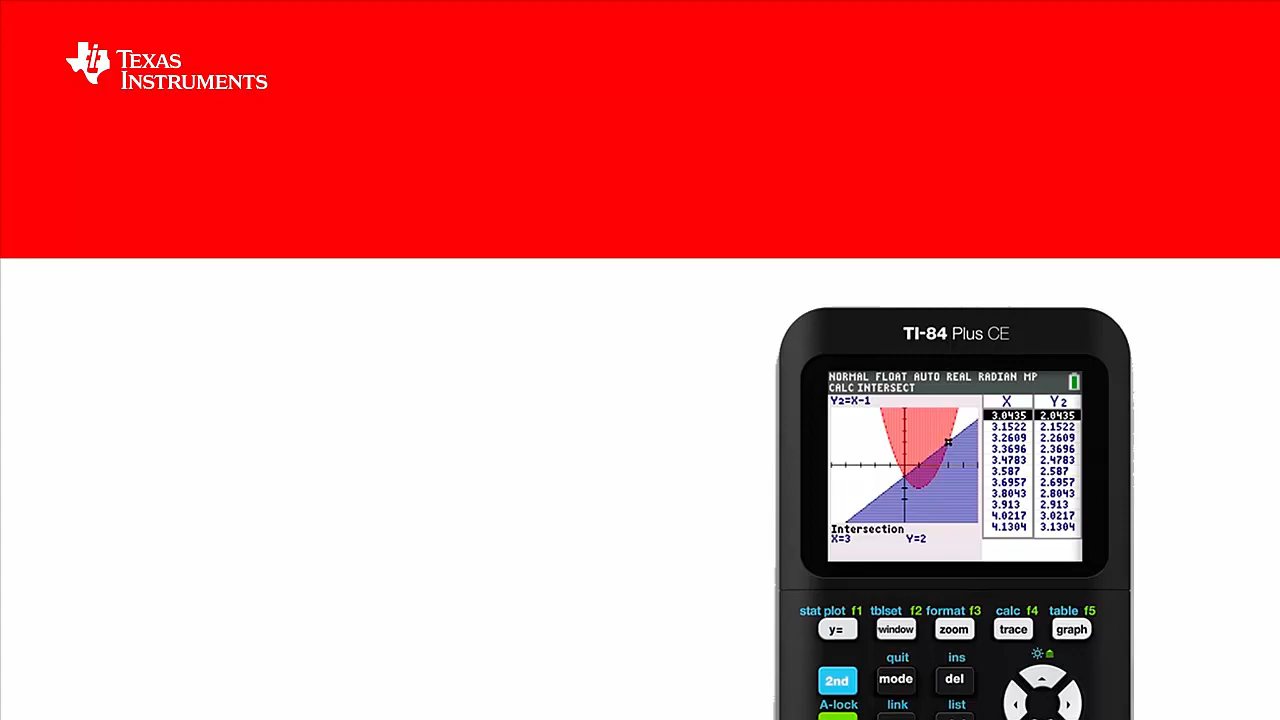 TEXAS
INSTRUMENTS
TI-84 Plus CE
NORMAL FLOAT AUTO REAL RADIAN MP
CALC INTERSECT
Y2=X-1
X Y2
3.0435 2.0435
3.1522 2.1522
3.2609 2.2609
3.3696 2.3696
3.4783 2.4783
3.587 2.587
3.6957 2.6957
3.8043 2.8043
3.913 2.913
4.0217 3.0217
4.1304 3.1304
Intersection
X=3 Y=2
stat plot f1 tblset f2 format f3 calc f4 table f5
y= window zoom trace graph
quit ins
2nd mode del
A-lock link list